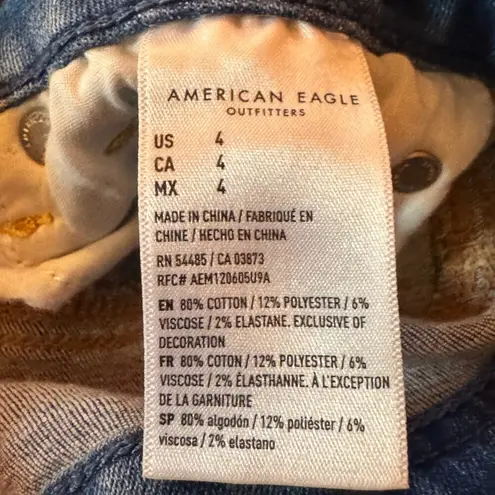 AMERICAN EAGLE
OUTFITTERS
US 4
CA 4
MX 4
MADE IN CHINA / FABRIQUÉ EN
CHINE / HECHO EN CHINA
RN 54485 / CA 03873
RFC# AEM120605U9A
EN 80% COTTON / 12% POLYESTER / 6%
VISCOSE / 2% ELASTANE. EXCLUSIVE OF
DECORATION
FR 80% COTON / 12% POLYESTER / 6%
VISCOSE / 2% ÉLASTHANNE. À L'EXCEPTION
DE LA GARNITURE
SP 80% algodón / 12% poliéster / 6%
viscosa / 2% elastano